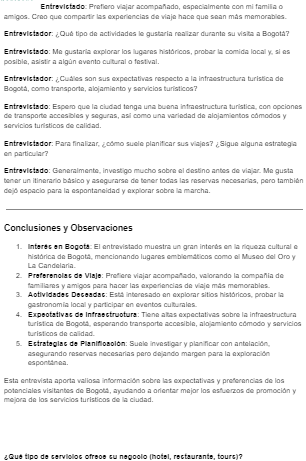 Entrevistado: Prefiero viajar acompañado, especialmente con mi familia o
amigos. Creo que compartir las experiencias de viaje hace que sean más memorables.
Entrevistador: ¿Qué tipo de actividades le gustaría realizar durante su visita a Bogotá?
Entrevistado: Me gustaría explorar los lugares históricos, probar la comida local y, si es
posible, asistir a algún evento cultural o festival.
Entrevistador: ¿Cuáles son sus expectativas respecto a la infraestructura turística de
Bogotá, como transporte, alojamiento y servicios turísticos?
Entrevistado: Espero que la ciudad tenga una buena infraestructura turística, con opciones
de transporte accesibles y seguras, así como una variedad de alojamientos cómodos y
servicios turísticos de calidad.
Entrevistador: Para finalizar, ¿cómo suele planificar sus viajes? ¿Sigue alguna estrategia
en particular?
Entrevistado: Generalmente, investigo mucho sobre el destino antes de viajar. Me gusta
tener un itinerario básico y asegurarse de tener todas las reservas necesarias, pero también
dejó espacio para la espontaneidad y explorar sobre la marcha.
Conclusiones y Observaciones
1. Interés en Bogotá: El entrevistado muestra un gran interés en la riqueza cultural e
histórica de Bogotá, mencionando lugares emblemáticos como el Museo del Oro y
La Candelaria.
2. Preferencias de Viaje: Prefiere viajar acompañado, valorando la compañía de
familiares y amigos para hacer las experiencias de viaje más memorables.
3. Actividades Deseadas: Está interesado en explorar sitios históricos, probar la
gastronomía local y participar en eventos culturales.
4. Expectativas de Infraestructura: Tiene altas expectativas sobre la infraestructura
turística de Bogotá, esperando transporte accesible, alojamiento cómodo y servicios
de calidad.
5. Estrategias de Planificación: Suele investigar y planificar con antelación,
asegurando reservas necesarias pero dejando margen para la exploración
espontánea.
Esta entrevista aporta valiosa información sobre las expectativas y preferencias de los
potenciales visitantes de Bogotá, ayudando a orientar mejor los esfuerzos de promoción y
mejora de los servicios turísticos de la ciudad.
¿Qué tipo de servicios ofrece su negocio (hotel, restaurante, tours)?